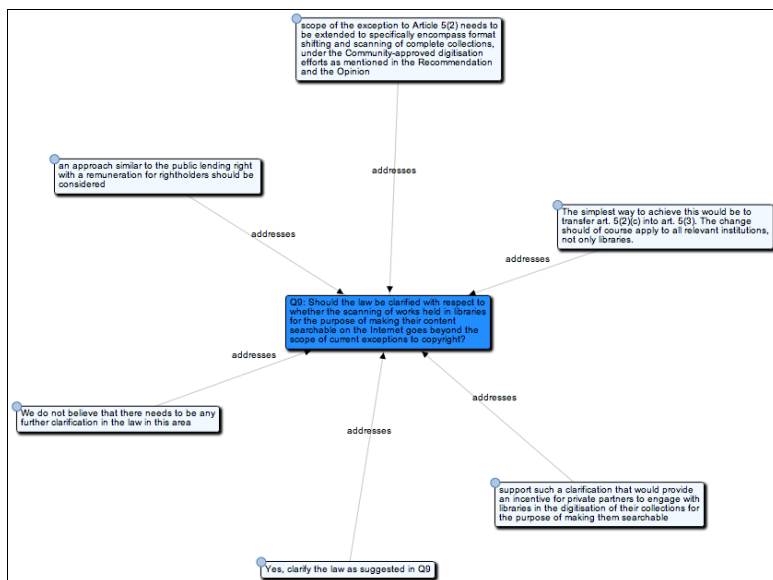 scope of the exception to Article 5(2) needs to
be extended to specifically encompass format
shifting and scanning of complete collections,
under the Community-approved digitisation
efforts as mentioned in the Recommendation
and the Opinion
addresses
an approach similar to the public lending right
with a remuneration for rightholders should be
considered
addresses
The simplest way to achieve this would be to
transfer art. 5(2)(c) into art. 5(3). The change
should of course apply to all relevant institutions,
not only libraries.
addresses
Q9: Should the law be clarified with respect to
whether the scanning of works held in libraries
for the purpose of making their content
searchable on the Internet goes beyond the
scope of current exceptions to copyright?
addresses
We do not believe that there needs to be any
further clarification in the law in this area
addresses
addresses
support such a clarification that would provide
an incentive for private partners to engage with
libraries in the digitisation of their collections for
the purpose of making them searchable
Yes, clarify the law as suggested in Q9